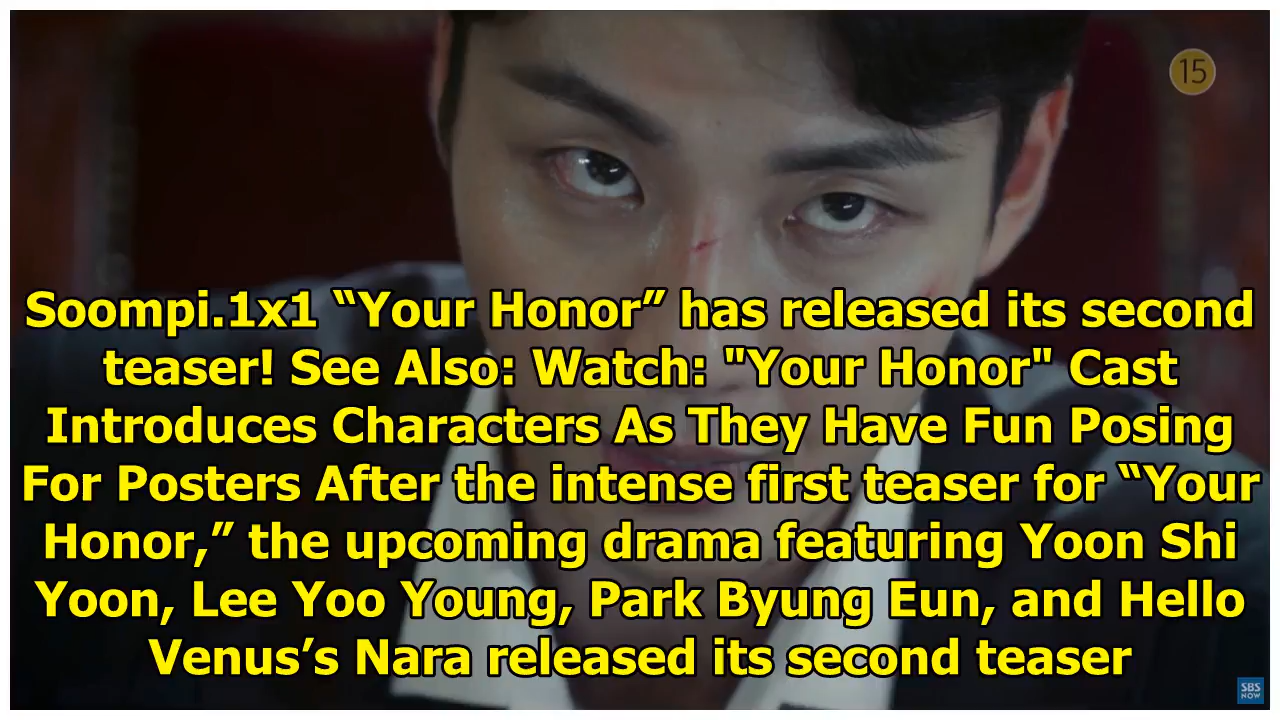 15
Soompi.1x1 “Your Honor” has released its second
teaser! See Also: Watch: "Your Honor" Cast
Introduces Characters As They Have Fun Posing
For Posters After the intense first teaser for “Your
Honor,” the upcoming drama featuring Yoon Shi
Yoon, Lee Yoo Young, Park Byung Eun, and Hello
Venus’s Nara released its second teaser
SBS
NOW